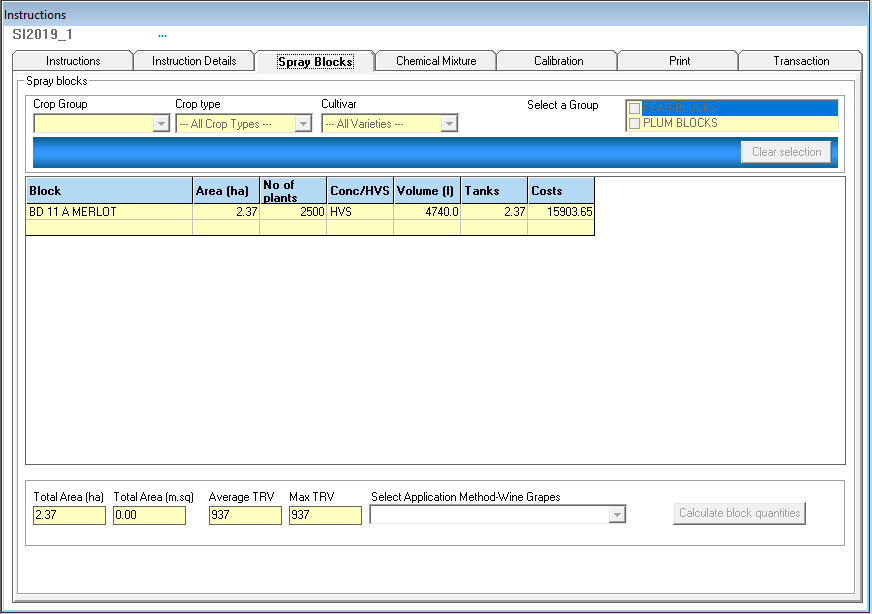 Instructions
SI2019_1 ...
Instructions Instruction Details Spray Blocks Chemical Mixture Calibration Print Transaction
Spray blocks
Crop Group Crop type Cultivar Select a Group
PEAR BLOCKS
--- All Crop Types --- --- All Varieties --- PLUM BLOCKS
Clear selection
Block Area (ha) No of plants Conc/HVS Volume (l) Tanks Costs
BD 11 A MERLOT 2.37 2500 HVS 4740.0 2.37 15903.65
Total Area (ha) Total Area (m.sq) Average TRV Max TRV Select Application Method-Wine Grapes
2.37 0.00 937 937 Calculate block quantities